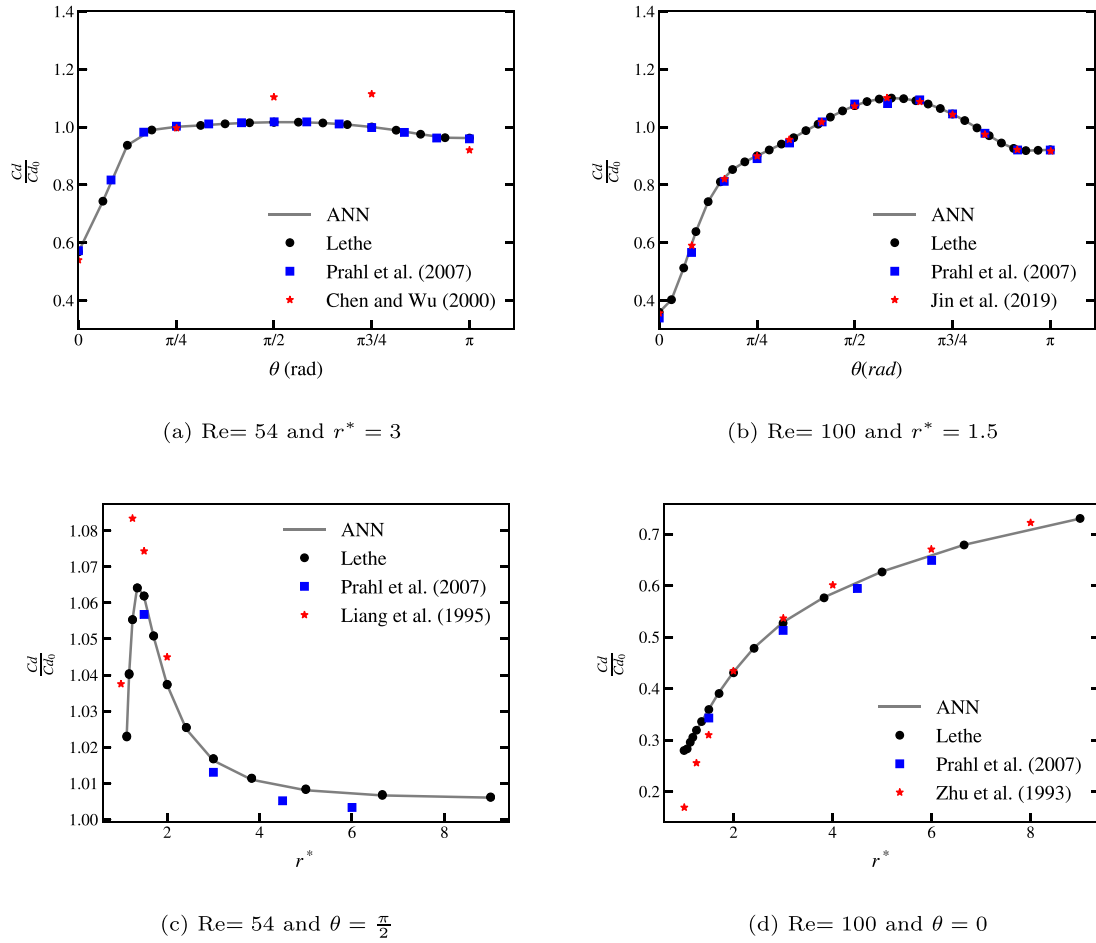 1.4
1.2
1.0
0.8
0.6
0.4
Cd/Cd₀
ANN
Lethe
Prahl et al. (2007)
Chen and Wu (2000)
0 π/4 π/2 π3/4 π
θ (rad)
(a) Re= 54 and r* = 3
1.4
1.2
1.0
0.8
0.6
0.4
Cd/Cd₀
ANN
Lethe
Prahl et al. (2007)
Jin et al. (2019)
0 π/4 π/2 π3/4 π
θ(rad)
(b) Re= 100 and r* = 1.5
1.08
1.07
1.06
1.05
1.04
1.03
1.02
1.01
1.00
Cd/Cd₀
ANN
Lethe
Prahl et al. (2007)
Liang et al. (1995)
2 4 6 8
r*
(c) Re= 54 and θ = π/2
0.7
0.6
0.5
0.4
0.3
0.2
Cd/Cd₀
ANN
Lethe
Prahl et al. (2007)
Zhu et al. (1993)
2 4 6 8
r*
(d) Re= 100 and θ = 0